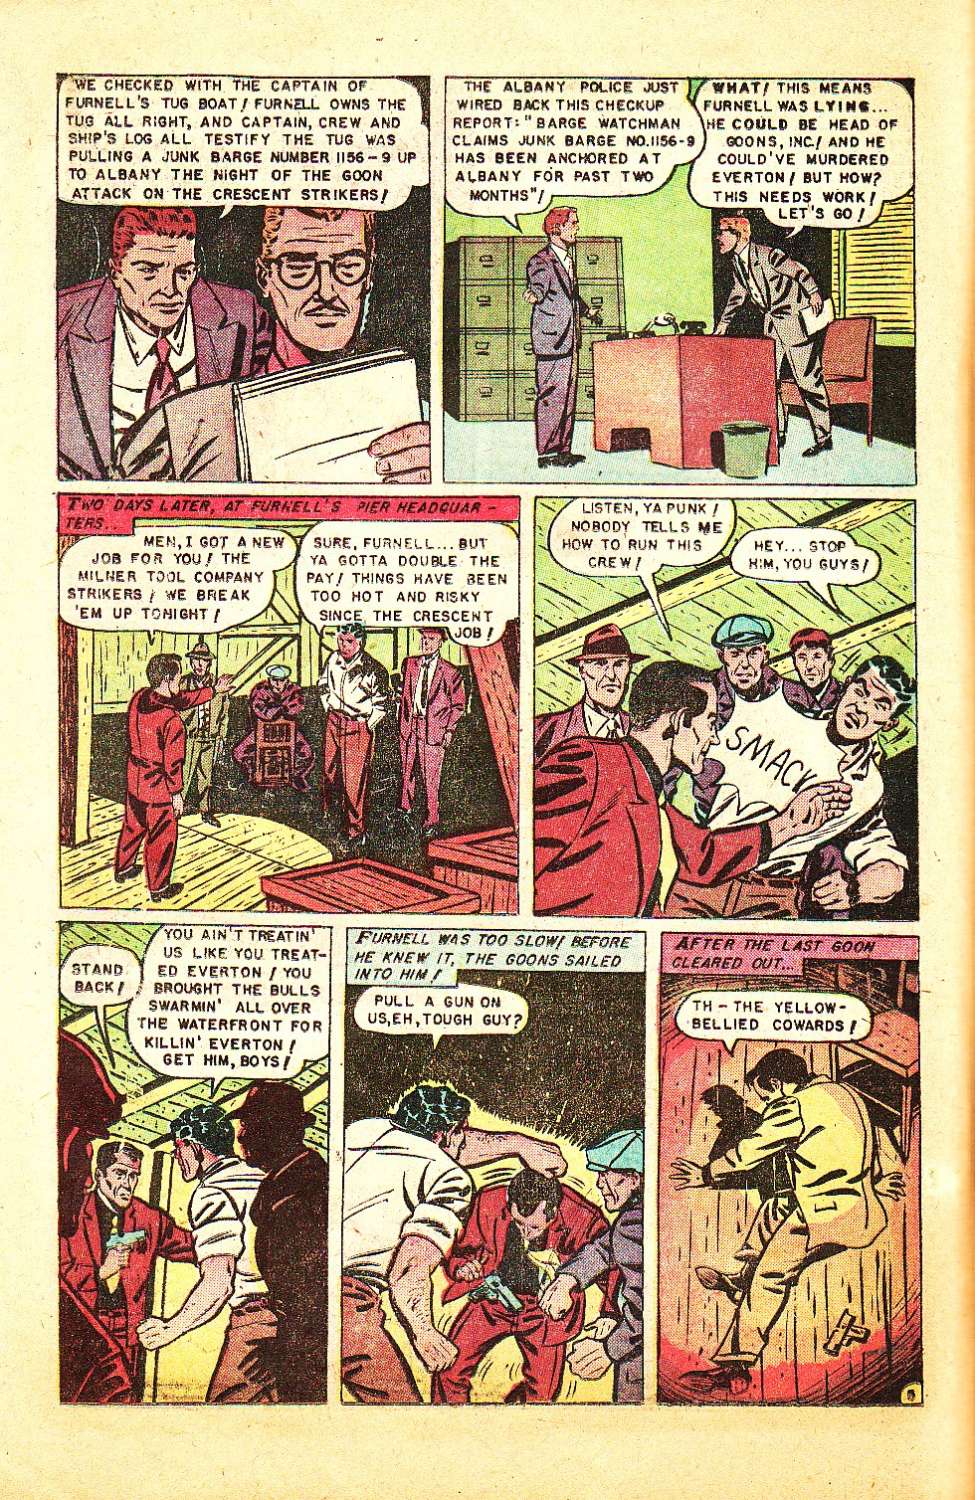 WE CHECKED WITH THE CAPTAIN OF
FURNELL'S TUG BOAT! FURNELL OWNS THE
TUG ALL RIGHT, AND CAPTAIN, CREW AND
SHIP'S LOG ALL TESTIFY THE TUG WAS
PULLING A JUNK BARGE NUMBER 1156-9 UP
TO ALBANY THE NIGHT OF THE GOON
ATTACK ON THE CRESCENT STRIKERS!
THE ALBANY POLICE JUST
WIRED BACK THIS CHECKUP
REPORT: "BARGE WATCHMAN
CLAIMS JUNK BARGE NO. 1156-9
HAS BEEN ANCHORED AT
ALBANY FOR PAST TWO
MONTHS"!
WHAT! THIS MEANS
FURNELL WAS LYING...
HE COULD BE HEAD OF
GOONS, INC! AND HE
COULD'VE MURDERED
EVERTON! BUT HOW?
THIS NEEDS WORK!
LET'S GO!
TWO DAYS LATER, AT FURNELL'S PIER HEADQUAR-
TERS...
MEN, I GOT A NEW
JOB FOR YOU! THE
MILNER TOOL COMPANY
STRIKERS! WE BREAK
'EM UP TONIGHT!
SURE, FURNELL... BUT
YA GOTTA DOUBLE THE
PAY! THINGS HAVE BEEN
TOO HOT AND RISKY
SINCE THE CRESCENT
JOB!
LISTEN, YA PUNK!
NOBODY TELLS ME
HOW TO RUN THIS
CREW!
HEY... STOP
HIM, YOU GUYS!
SMACK
STAND
BACK!
YOU AIN'T TREATIN'
US LIKE YOU TREAT-
ED EVERTON! YOU
BROUGHT THE BULLS
SWARMIN' ALL OVER
THE WATERFRONT FOR
KILLIN' EVERTON!
GET HIM, BOYS!
FURNELL WAS TOO SLOW! BEFORE
HE KNEW IT, THE GOONS SAILED
INTO HIM!
PULL A GUN ON
US, EH, TOUGH GUY?
AFTER THE LAST GOON
CLEARED OUT...
TH-THE YELLOW-
BELLIED COWARDS!